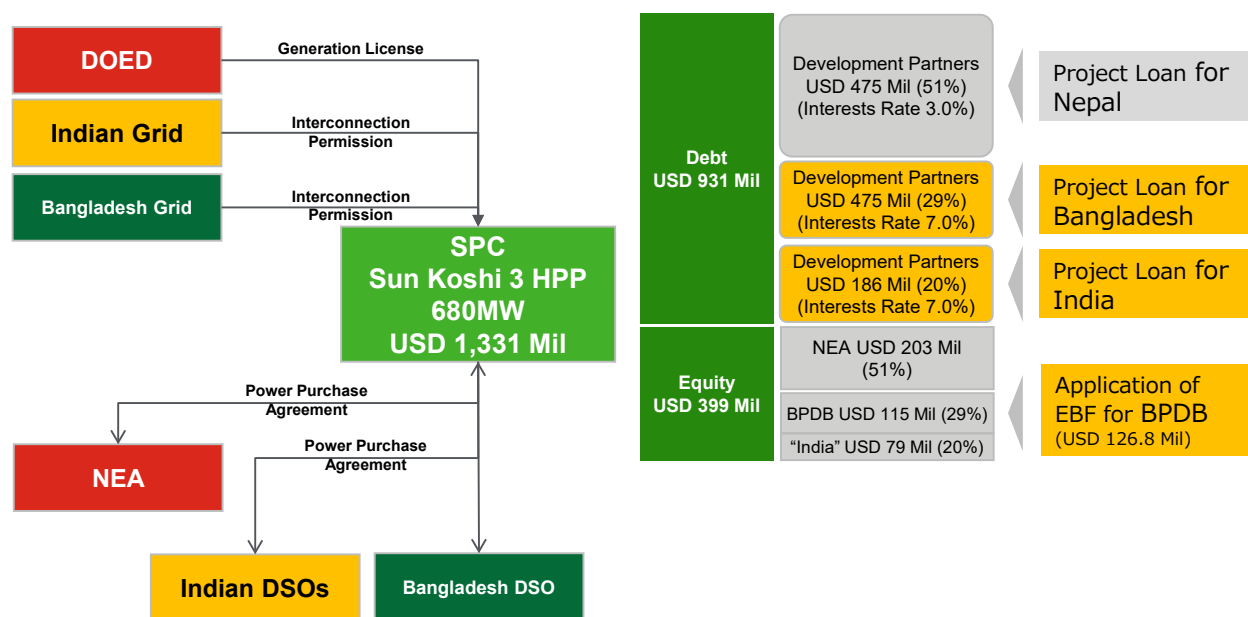 DOED
Generation License
Indian Grid
Interconnection
Permission
Bangladesh Grid
Interconnection
Permission
SPC
Sun Koshi 3 HPP
680MW
USD 1,331 Mil
Power Purchase
Agreement
Power Purchase
Agreement
NEA
Indian DSOs
Bangladesh DSO
Debt
USD 931 Mil
Development Partners
USD 475 Mil (51%)
(Interests Rate 3.0%)
Project Loan for
Nepal
Development Partners
USD 475 Mil (29%)
(Interests Rate 7.0%)
Project Loan for
Bangladesh
Development Partners
USD 186 Mil (20%)
(Interests Rate 7.0%)
Project Loan for
India
Equity
USD 399 Mil
NEA USD 203 Mil
(51%)
BPDB USD 115 Mil (29%)
“India” USD 79 Mil (20%)
Application of
EBF for BPDB
(USD 126.8 Mil)